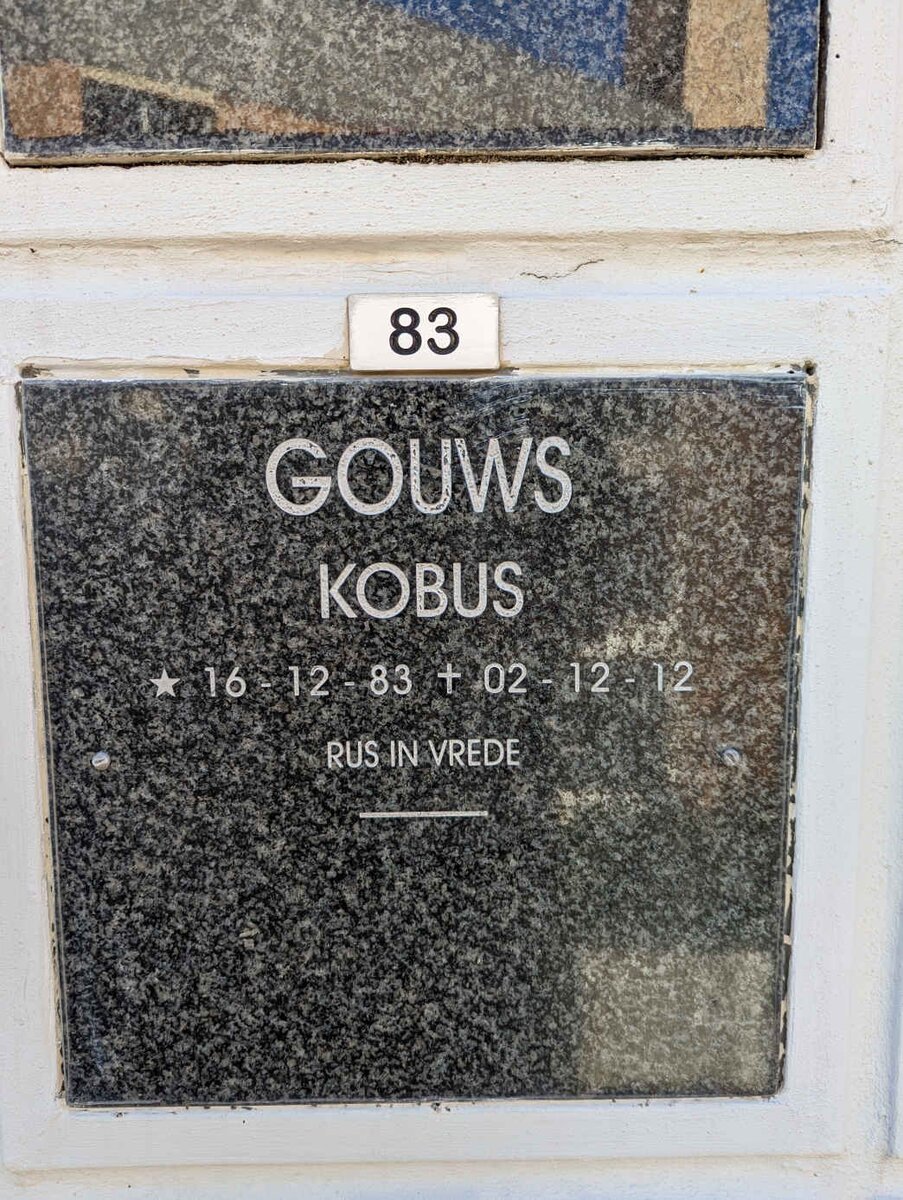 83
GOUWS
KOBUS
★ 16 - 12 - 83 ✝ 02 - 12 - 12
RUS IN VREDE